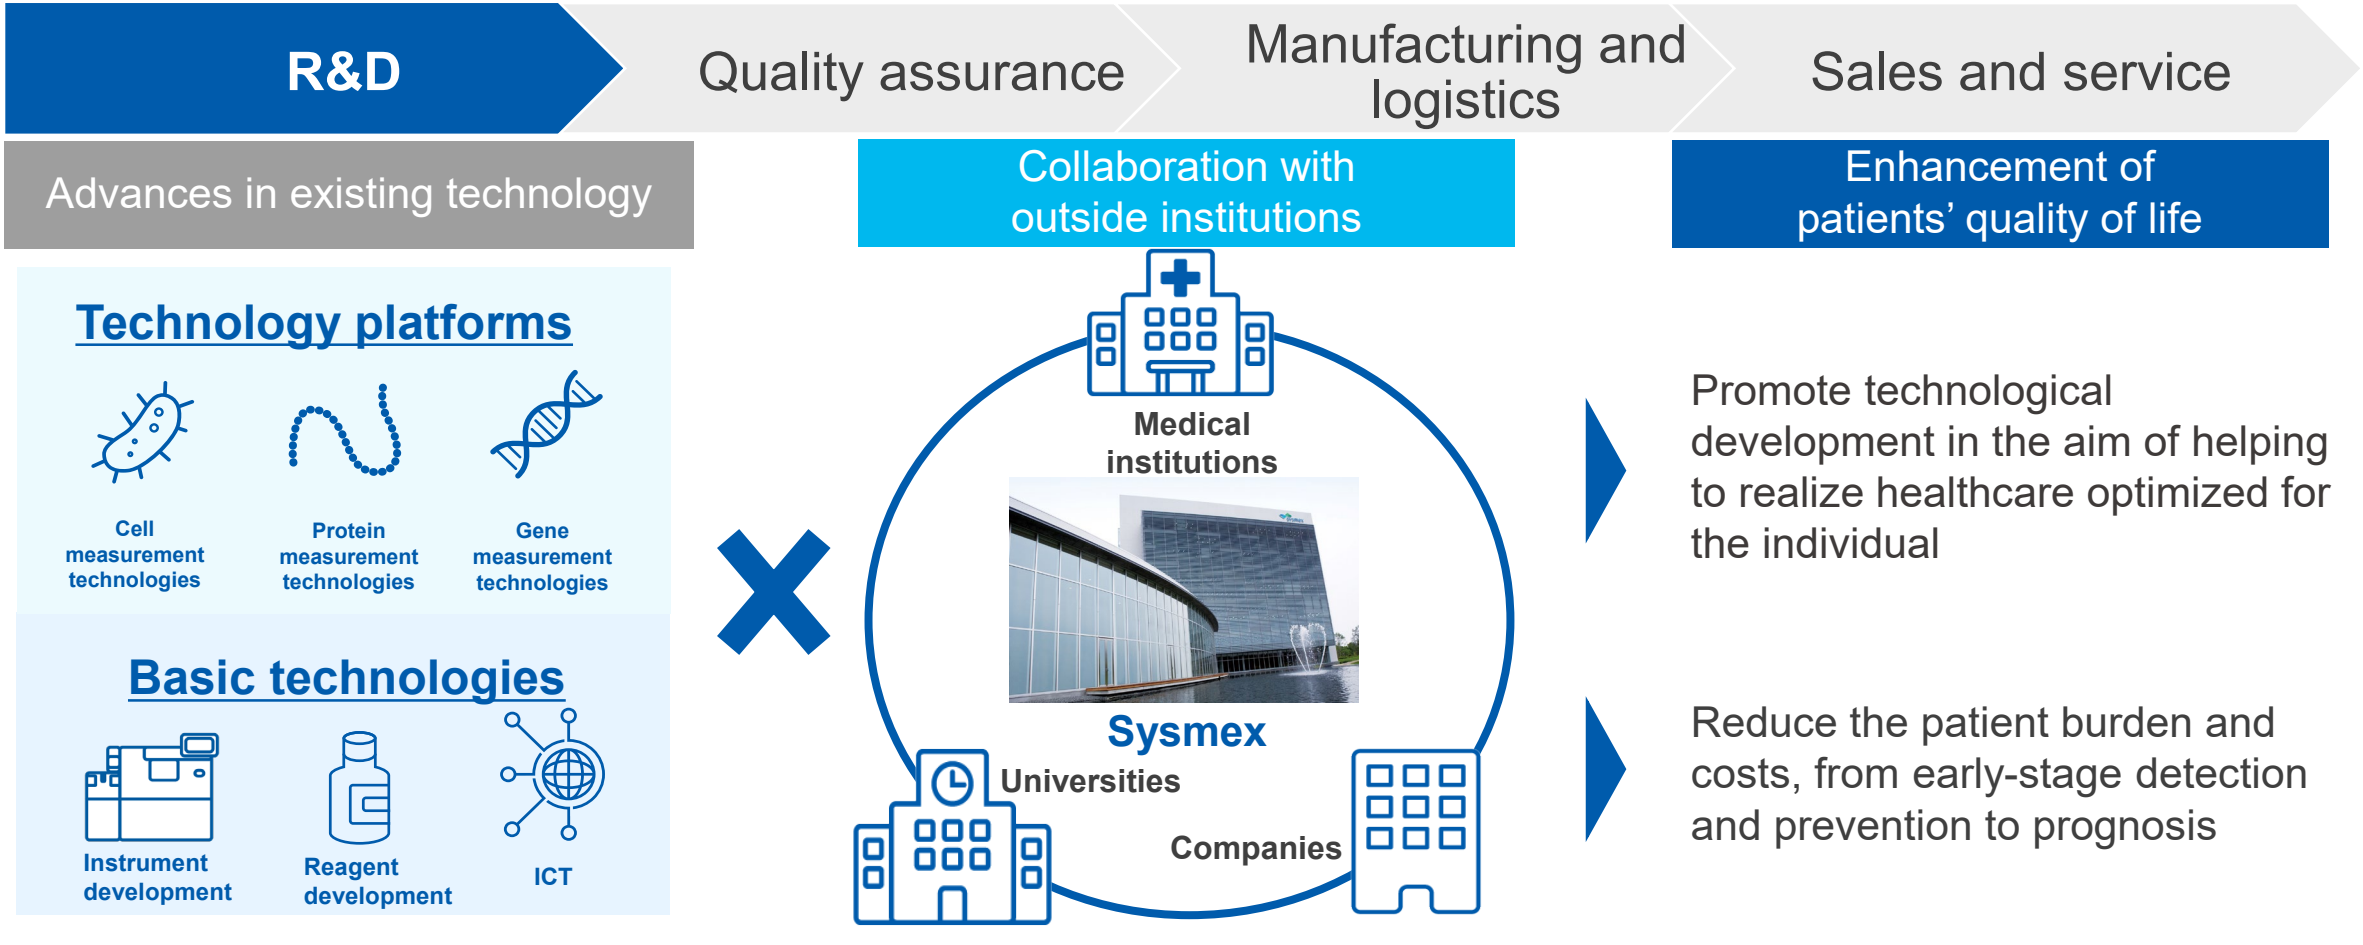 R&D
Quality assurance
Manufacturing and
logistics
Sales and service
Advances in existing technology
Collaboration with
outside institutions
Enhancement of
patients’ quality of life
Technology platforms
Cell
measurement
technologies
Protein
measurement
technologies
Gene
measurement
technologies
Basic technologies
Instrument
development
Reagent
development
ICT
Medical
institutions
Sysmex
Universities
Companies
Promote technological
development in the aim of helping
to realize healthcare optimized for
the individual
Reduce the patient burden and
costs, from early-stage detection
and prevention to prognosis